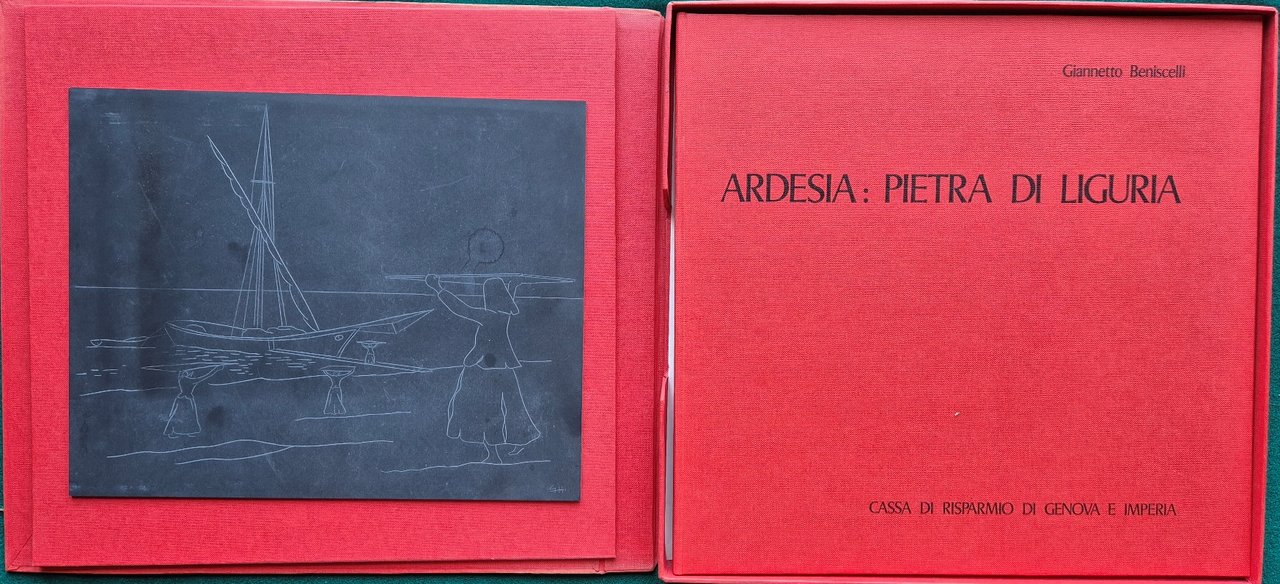 Giannetto Beniscelli
ARDESIA: PIETRA DI LIGURIA
CASSA DI RISPARMIO DI GENOVA E IMPERIA